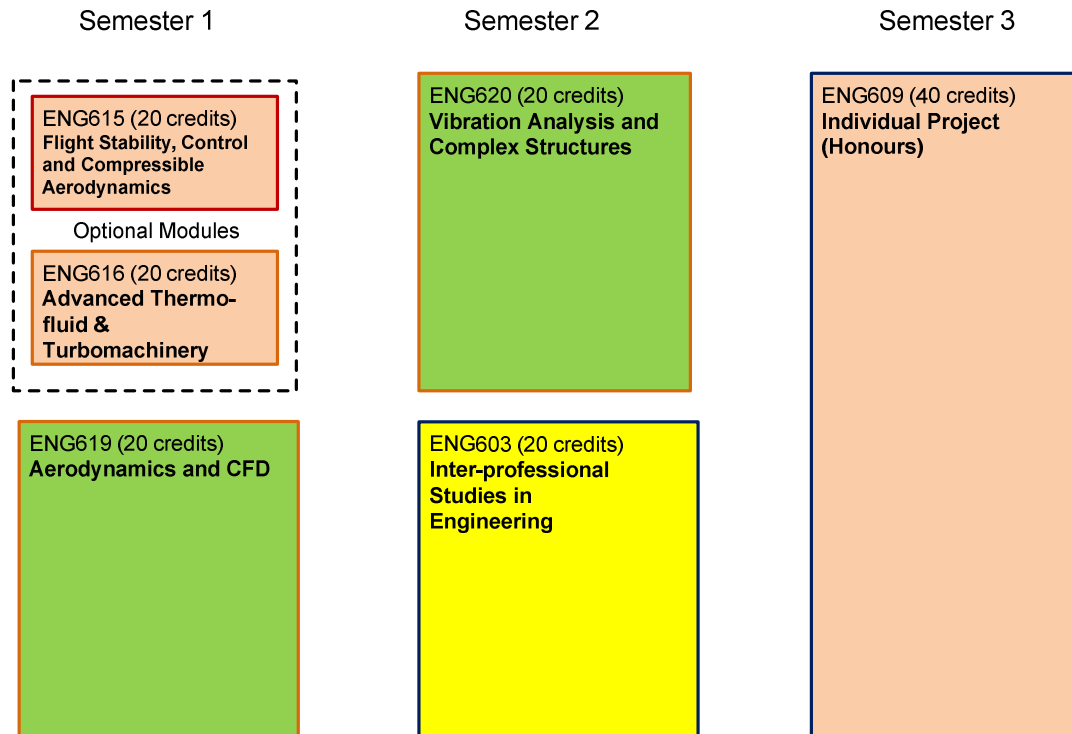 Semester 1
Semester 2
Semester 3
ENG615 (20 credits)
Flight Stability, Control
and Compressible
Aerodynamics
Optional Modules
ENG616 (20 credits)
Advanced Thermo-
fluid &
Turbomachinery
ENG619 (20 credits)
Aerodynamics and CFD
ENG620 (20 credits)
Vibration Analysis and
Complex Structures
ENG603 (20 credits)
Inter-professional
Studies in
Engineering
ENG609 (40 credits)
Individual Project
(Honours)